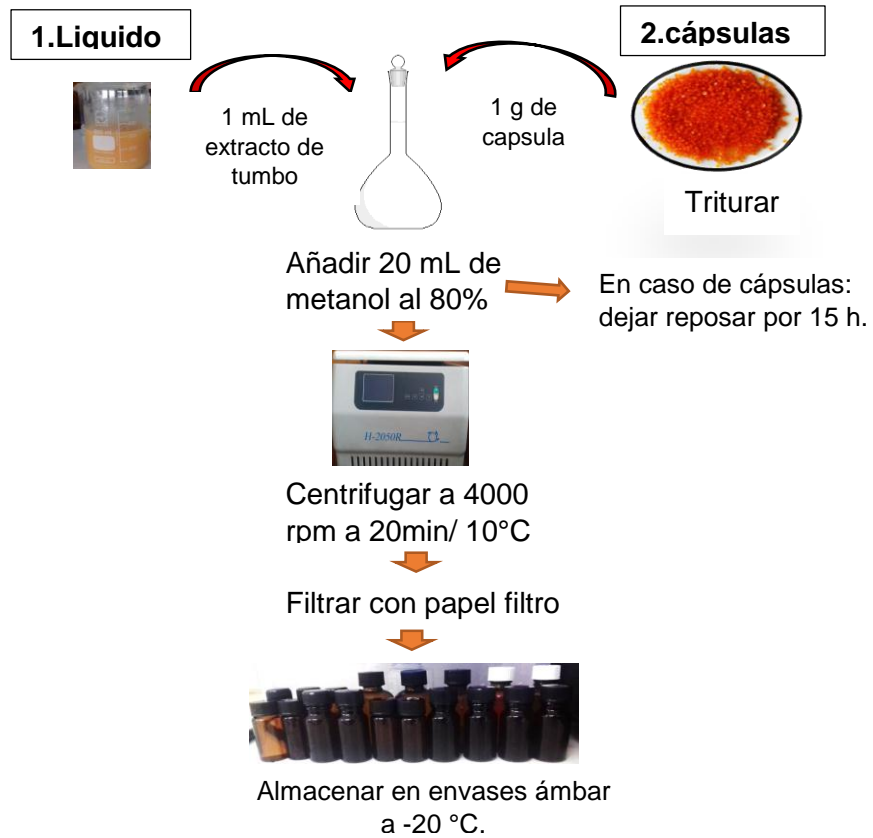 1.Liquido
2.cápsulas
1 mL de
extracto de
tumbo
1 g de
capsula
Triturar
Añadir 20 mL de
metanol al 80%
En caso de cápsulas:
dejar reposar por 15 h.
H-2050R
Centrifugar a 4000
rpm a 20min/ 10°C
Filtrar con papel filtro
Almacenar en envases ámbar
a -20 °C.